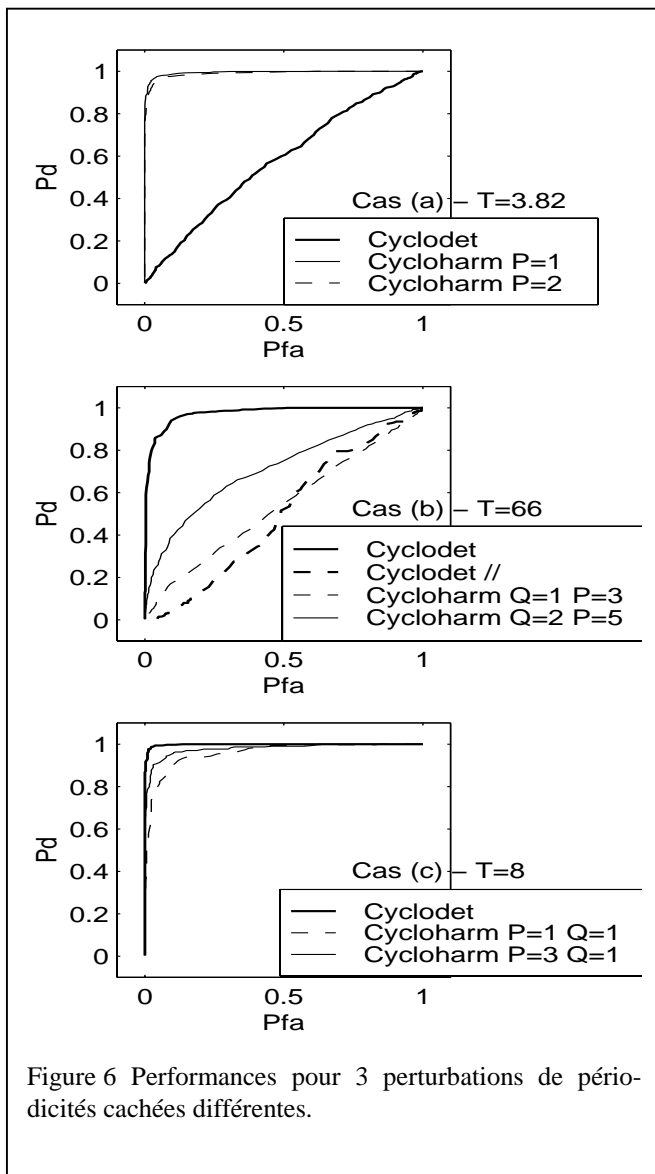 1
0.8
0.6
0.4
0.2
0
Pd
Cas (a) – T=3.82
Cyclodet
Cycloharm P=1
Cycloharm P=2
0 0.5 1
Pfa
1
0.8
0.6
0.4
0.2
0
Pd
Cas (b) – T=66
Cyclodet
Cyclodet //
Cycloharm Q=1 P=3
Cycloharm Q=2 P=5
0 0.5 1
Pfa
1
0.8
0.6
0.4
0.2
0
Pd
Cas (c) – T=8
Cyclodet
Cycloharm P=1 Q=1
Cycloharm P=3 Q=1
0 0.5 1
Pfa
Figure 6 Performances pour 3 perturbations de pério-
dicités cachées différentes.